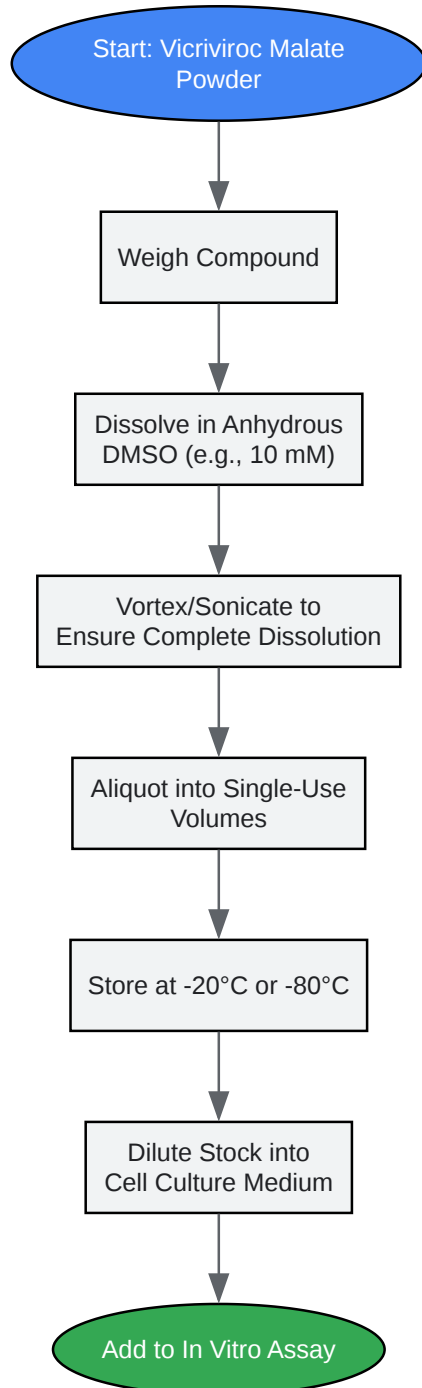 Start: Vicriviroc Malate
Powder
Weigh Compound
Dissolve in Anhydrous
DMSO (e.g., 10 mM)
Vortex/Sonicate to
Ensure Complete Dissolution
Aliquot into Single-Use
Volumes
Store at -20°C or -80°C
Dilute Stock into
Cell Culture Medium
Add to In Vitro Assay